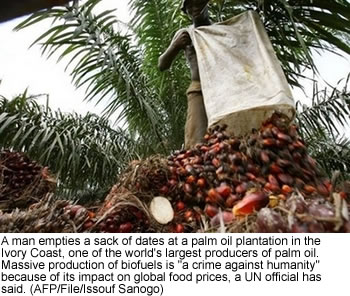 A man empties a sack of dates at a palm oil plantation in the
Ivory Coast, one of the world's largest producers of palm oil.
Massive production of biofuels is "a crime against humanity"
because of its impact on global food prices, a UN official has
said. (AFP/File/Issouf Sanogo)